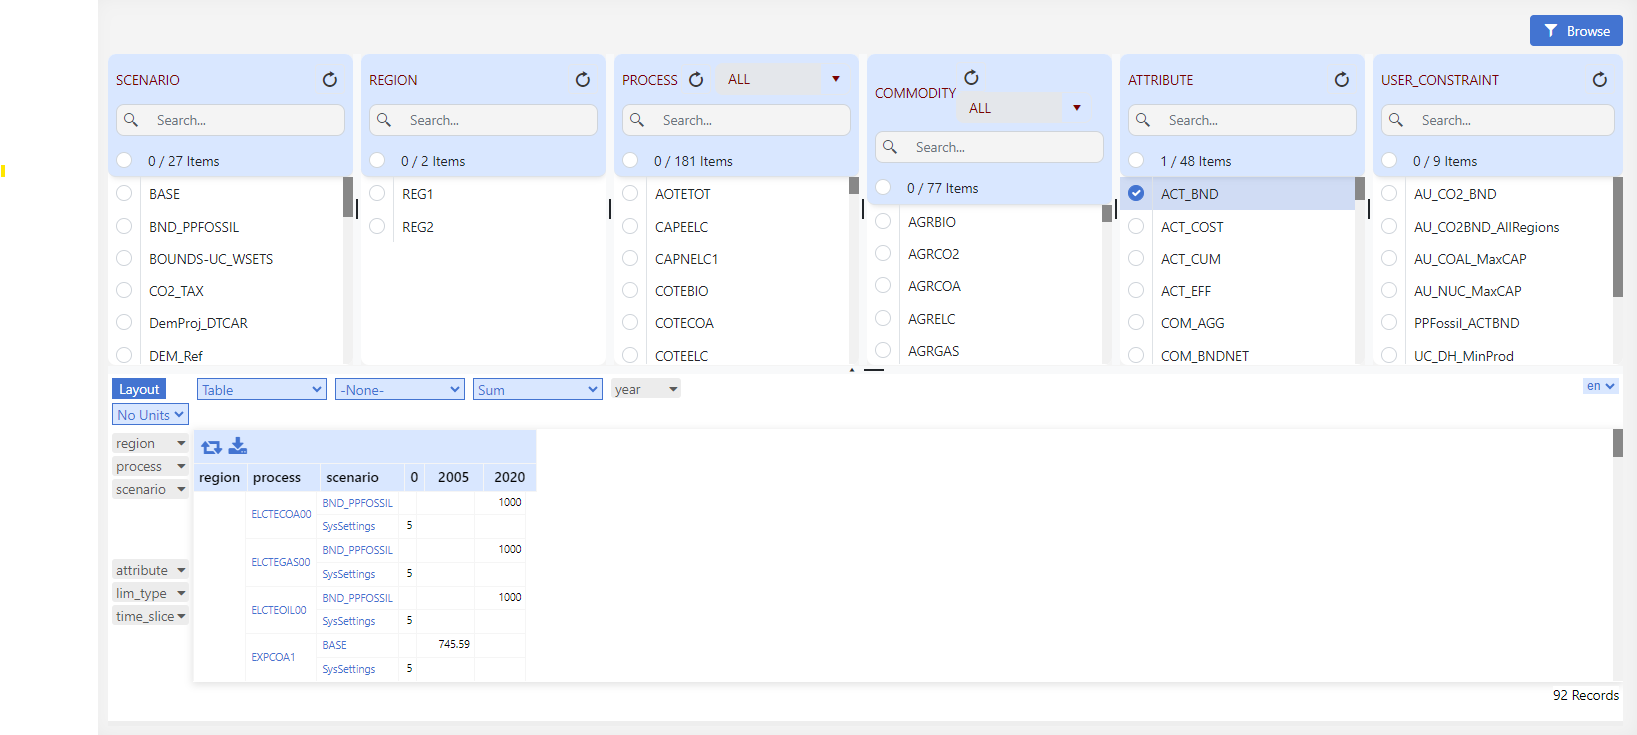 Browse
SCENARIO
Search...
0 / 27 Items
BASE
BND_PPFOSSIL
BOUNDS-UC_WSETS
CO2_TAX
DemProj_DTCAR
DEM_Ref
REGION
Search...
0 / 2 Items
REG1
REG2
PROCESS ALL
Search...
0 / 181 Items
AOTETOT
CAPEELC
CAPNELC1
COTEBIO
COTECOA
COTEELC
COMMODITY ALL
Search...
0 / 77 Items
AGRBIO
AGRCO2
AGRCOA
AGRELC
AGRGAS
ATTRIBUTE
Search...
1 / 48 Items
ACT_BND
ACT_COST
ACT_CUM
ACT_EFF
COM_AGG
COM_BNDNET
USER_CONSTRAINT
Search...
0 / 9 Items
AU_CO2_BND
AU_CO2BND_AllRegions
AU_COAL_MaxCAP
AU_NUC_MaxCAP
PPFossil_ACTBND
UC_DH_MinProd
Layout Table -None- Sum year en
No Units
region
process
scenario
attribute
lim_type
time_slice
region process scenario 0 2005 2020
ELCTECOA00 BND_PPFOSSIL 1000
SysSettings 5
ELCTEGAS00 BND_PPFOSSIL 1000
SysSettings 5
ELCTEOIL00 BND_PPFOSSIL 1000
SysSettings 5
EXPCOA1 BASE 745.59
SysSettings 5
92 Records